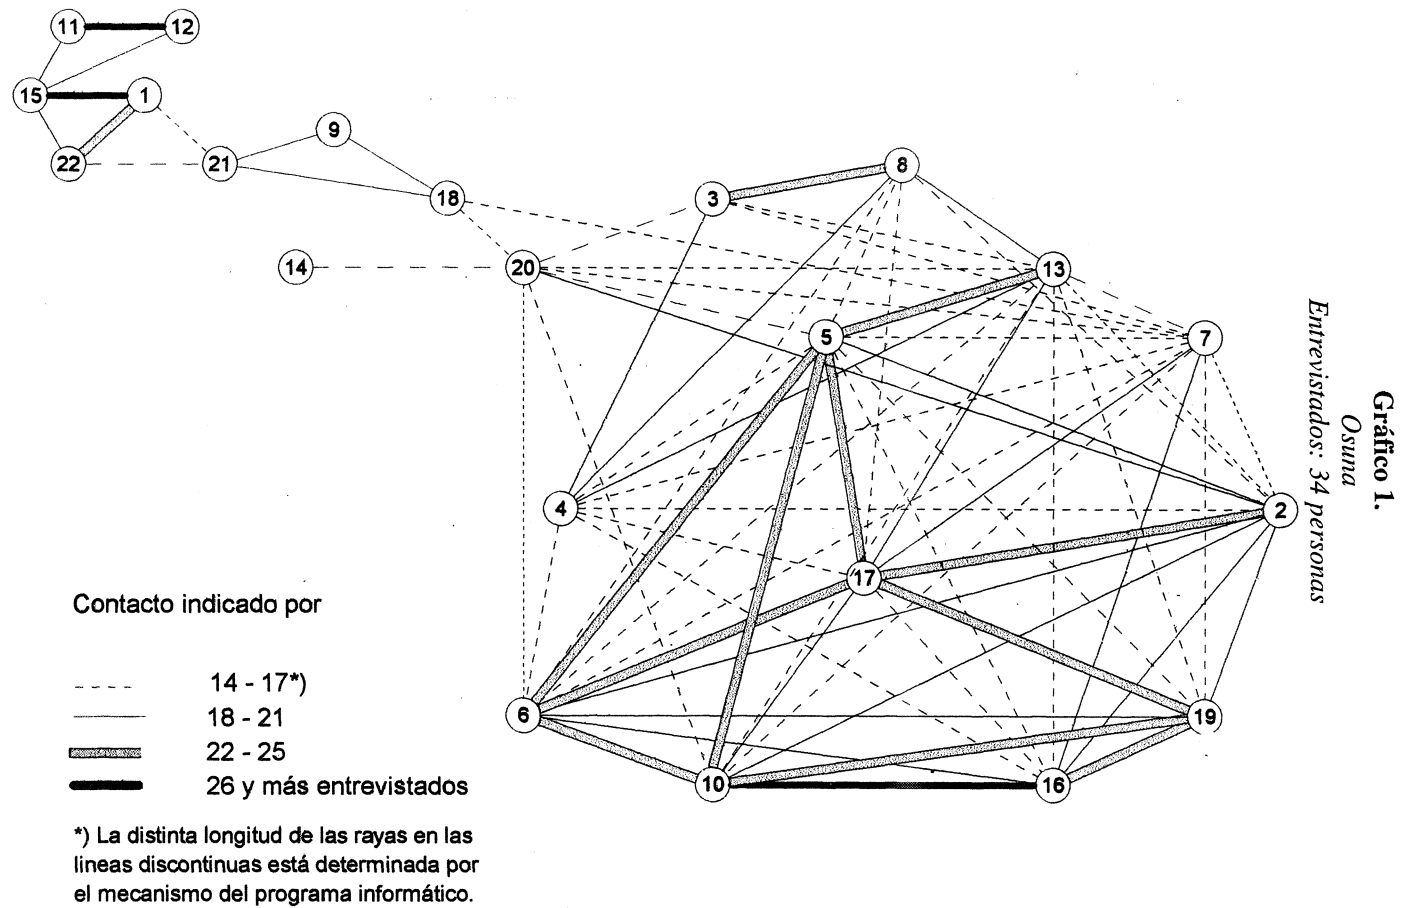 11
12
15
1
9
22
21
8
18
3
14
20
13
5
7
4
2
17
6
19
10
16
Gráfico 1.
Osuna
Entrevistados: 34 personas
Contacto indicado por
14 - 17*)
18 - 21
22 - 25
26 y más entrevistados
*) La distinta longitud de las rayas en las
lineas discontinuas está determinada por
el mecanismo del programa informático.